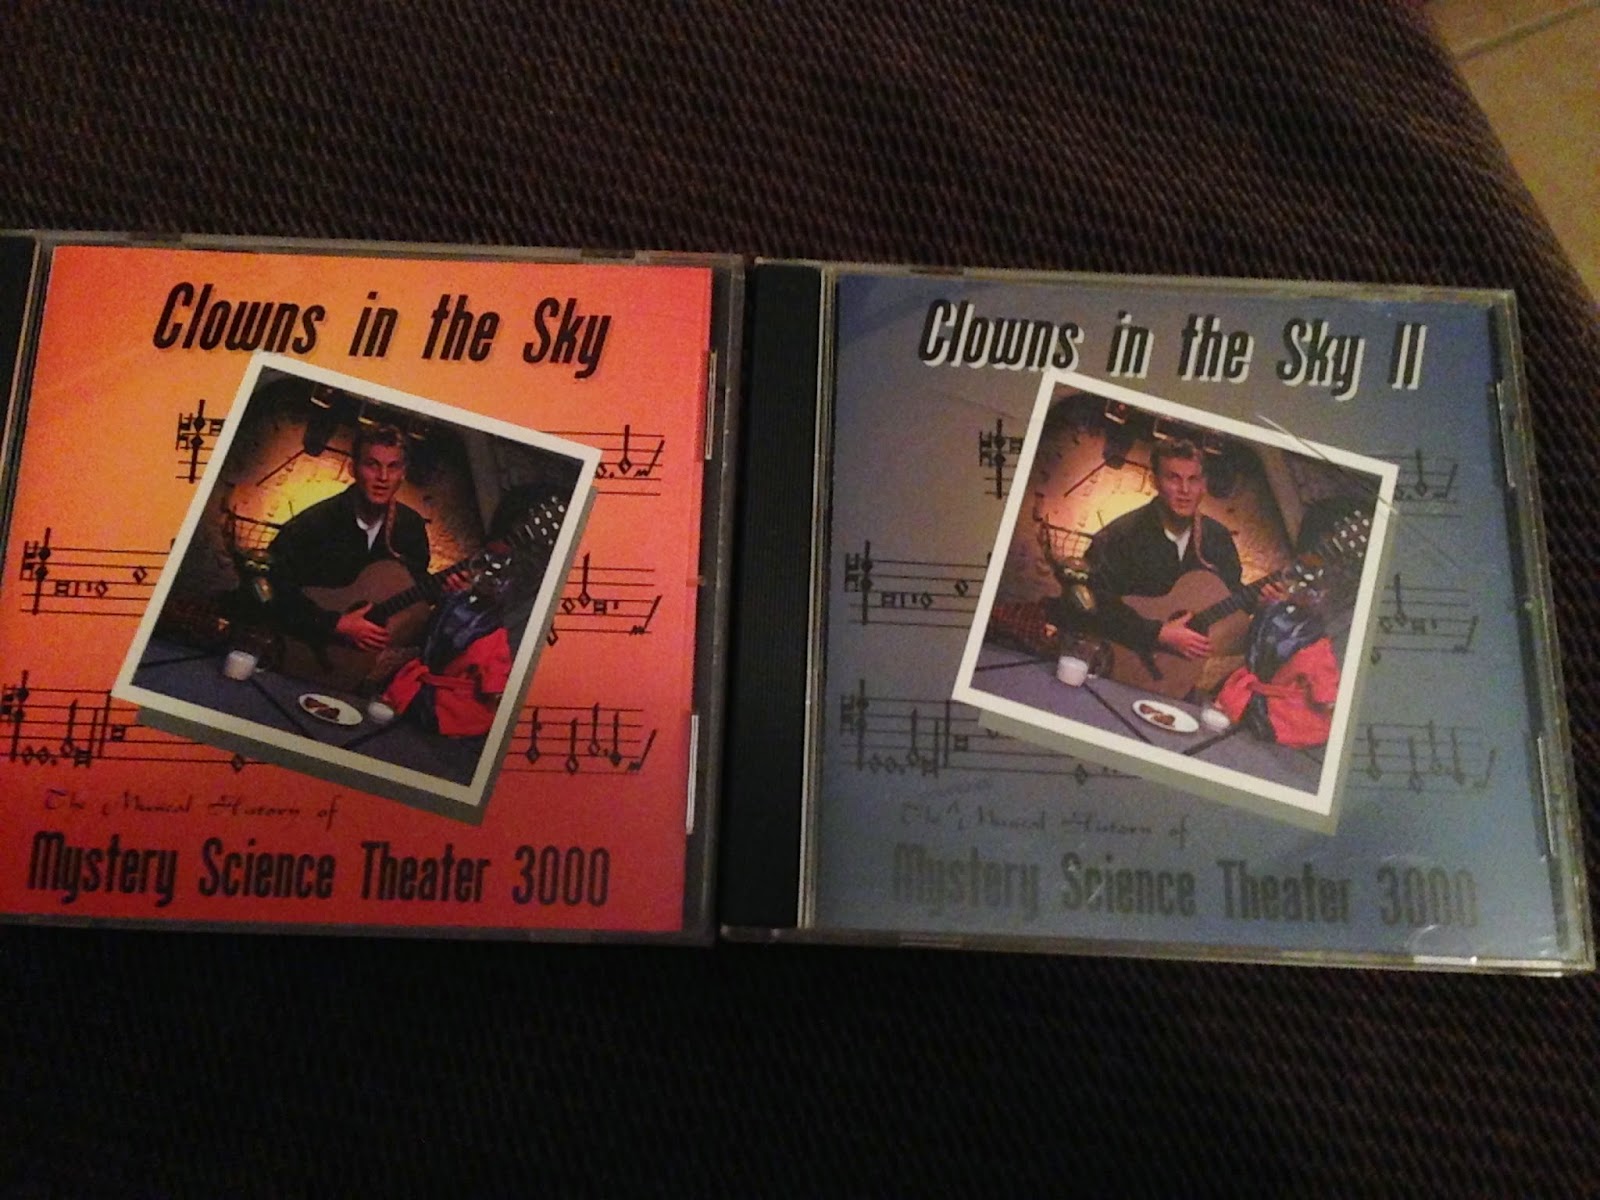 Clowns in the Sky
The Musical History of
Mystery Science Theater 3000
Clowns in the Sky II
The Musical History of
Mystery Science Theater 3000